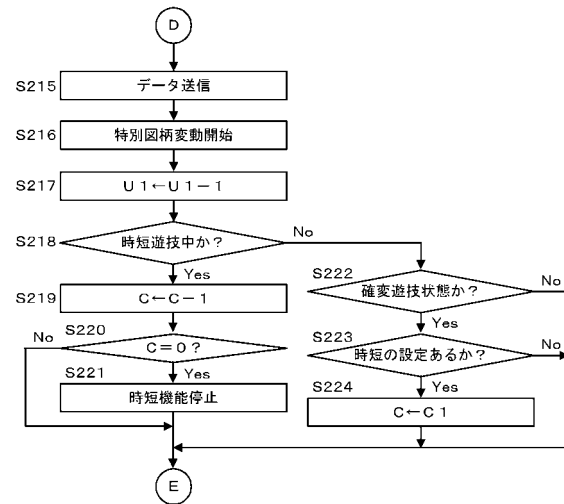 D
S215 データ送信
S216 特別図柄変動開始
S217 U1←U1−1
S218 時短遊技中か？ No
Yes
S219 C←C−1
S220
No C＝0？
Yes
S221
時短機能停止
S222
確変遊技状態か？ No
Yes
S223
時短の設定あるか？ No
Yes
S224
C←C1
E